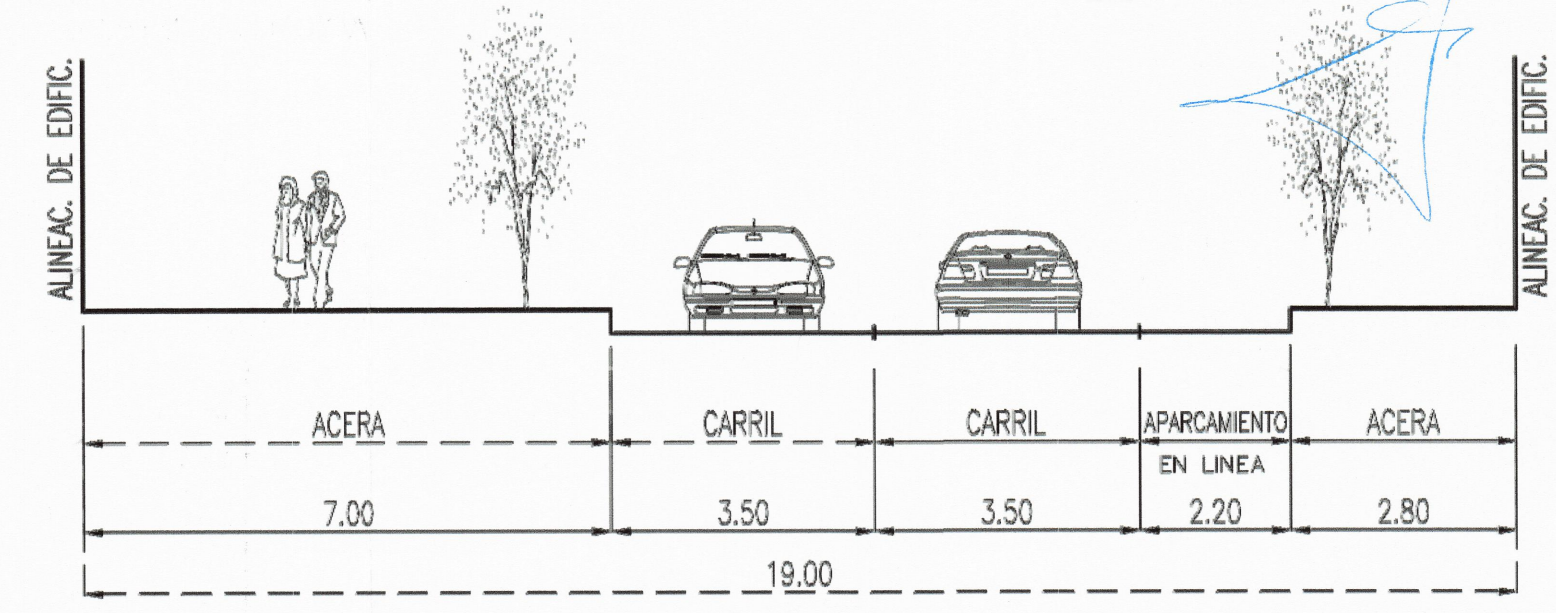 ALINEAC. DE EDIFIC.
ALINEAC. DE EDIFIC.
ACERA
CARRIL
CARRIL
APARCAMIENTO
EN LINEA
ACERA
7.00
3.50
3.50
2.20
2.80
19.00